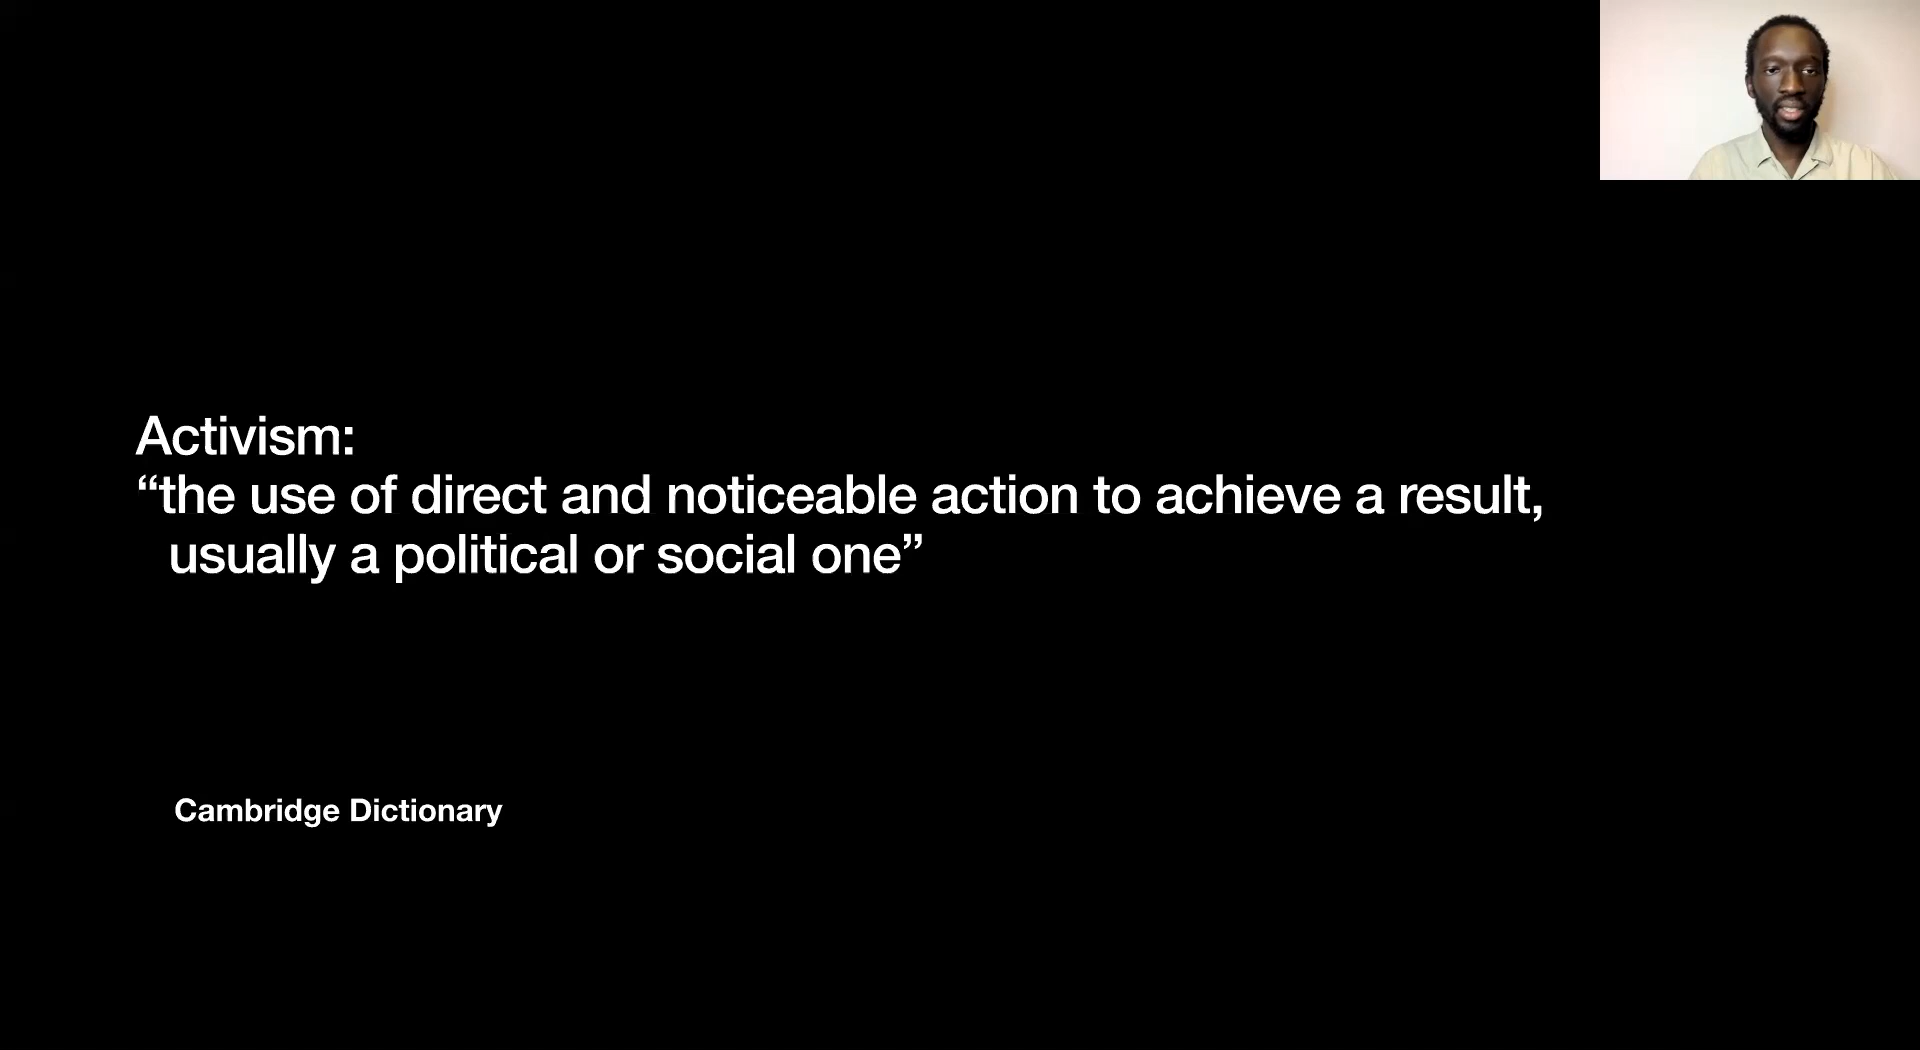 Activism:
“the use of direct and noticeable action to achieve a result,
usually a political or social one”
Cambridge Dictionary